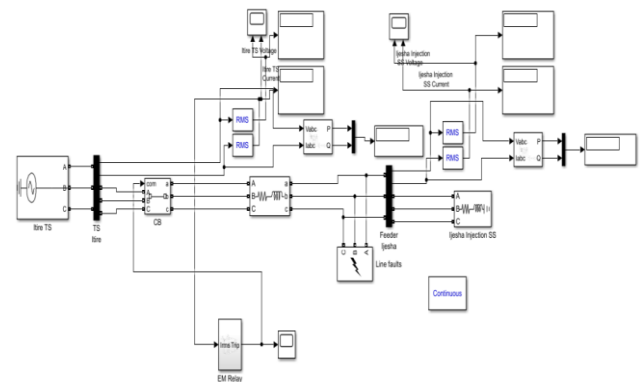 Itire TS Voltage
Itire TS
Current
Ijesha Injection
SS Voltage
Ijesha Injection
SS Current
RMS
RMS
Vabc
Iabc
P
Q
RMS
RMS
Vabc
Iabc
P
Q
A
B
C
Itire TS
TS
Itire
com
A
B
C
a
b
c
CB
A
B
C
a
b
c
Feeder
Ijesha
A
B
C
Ijesha Injection SS
C
B
A
Line faults
Continuous
Irms Trip
EM Relay